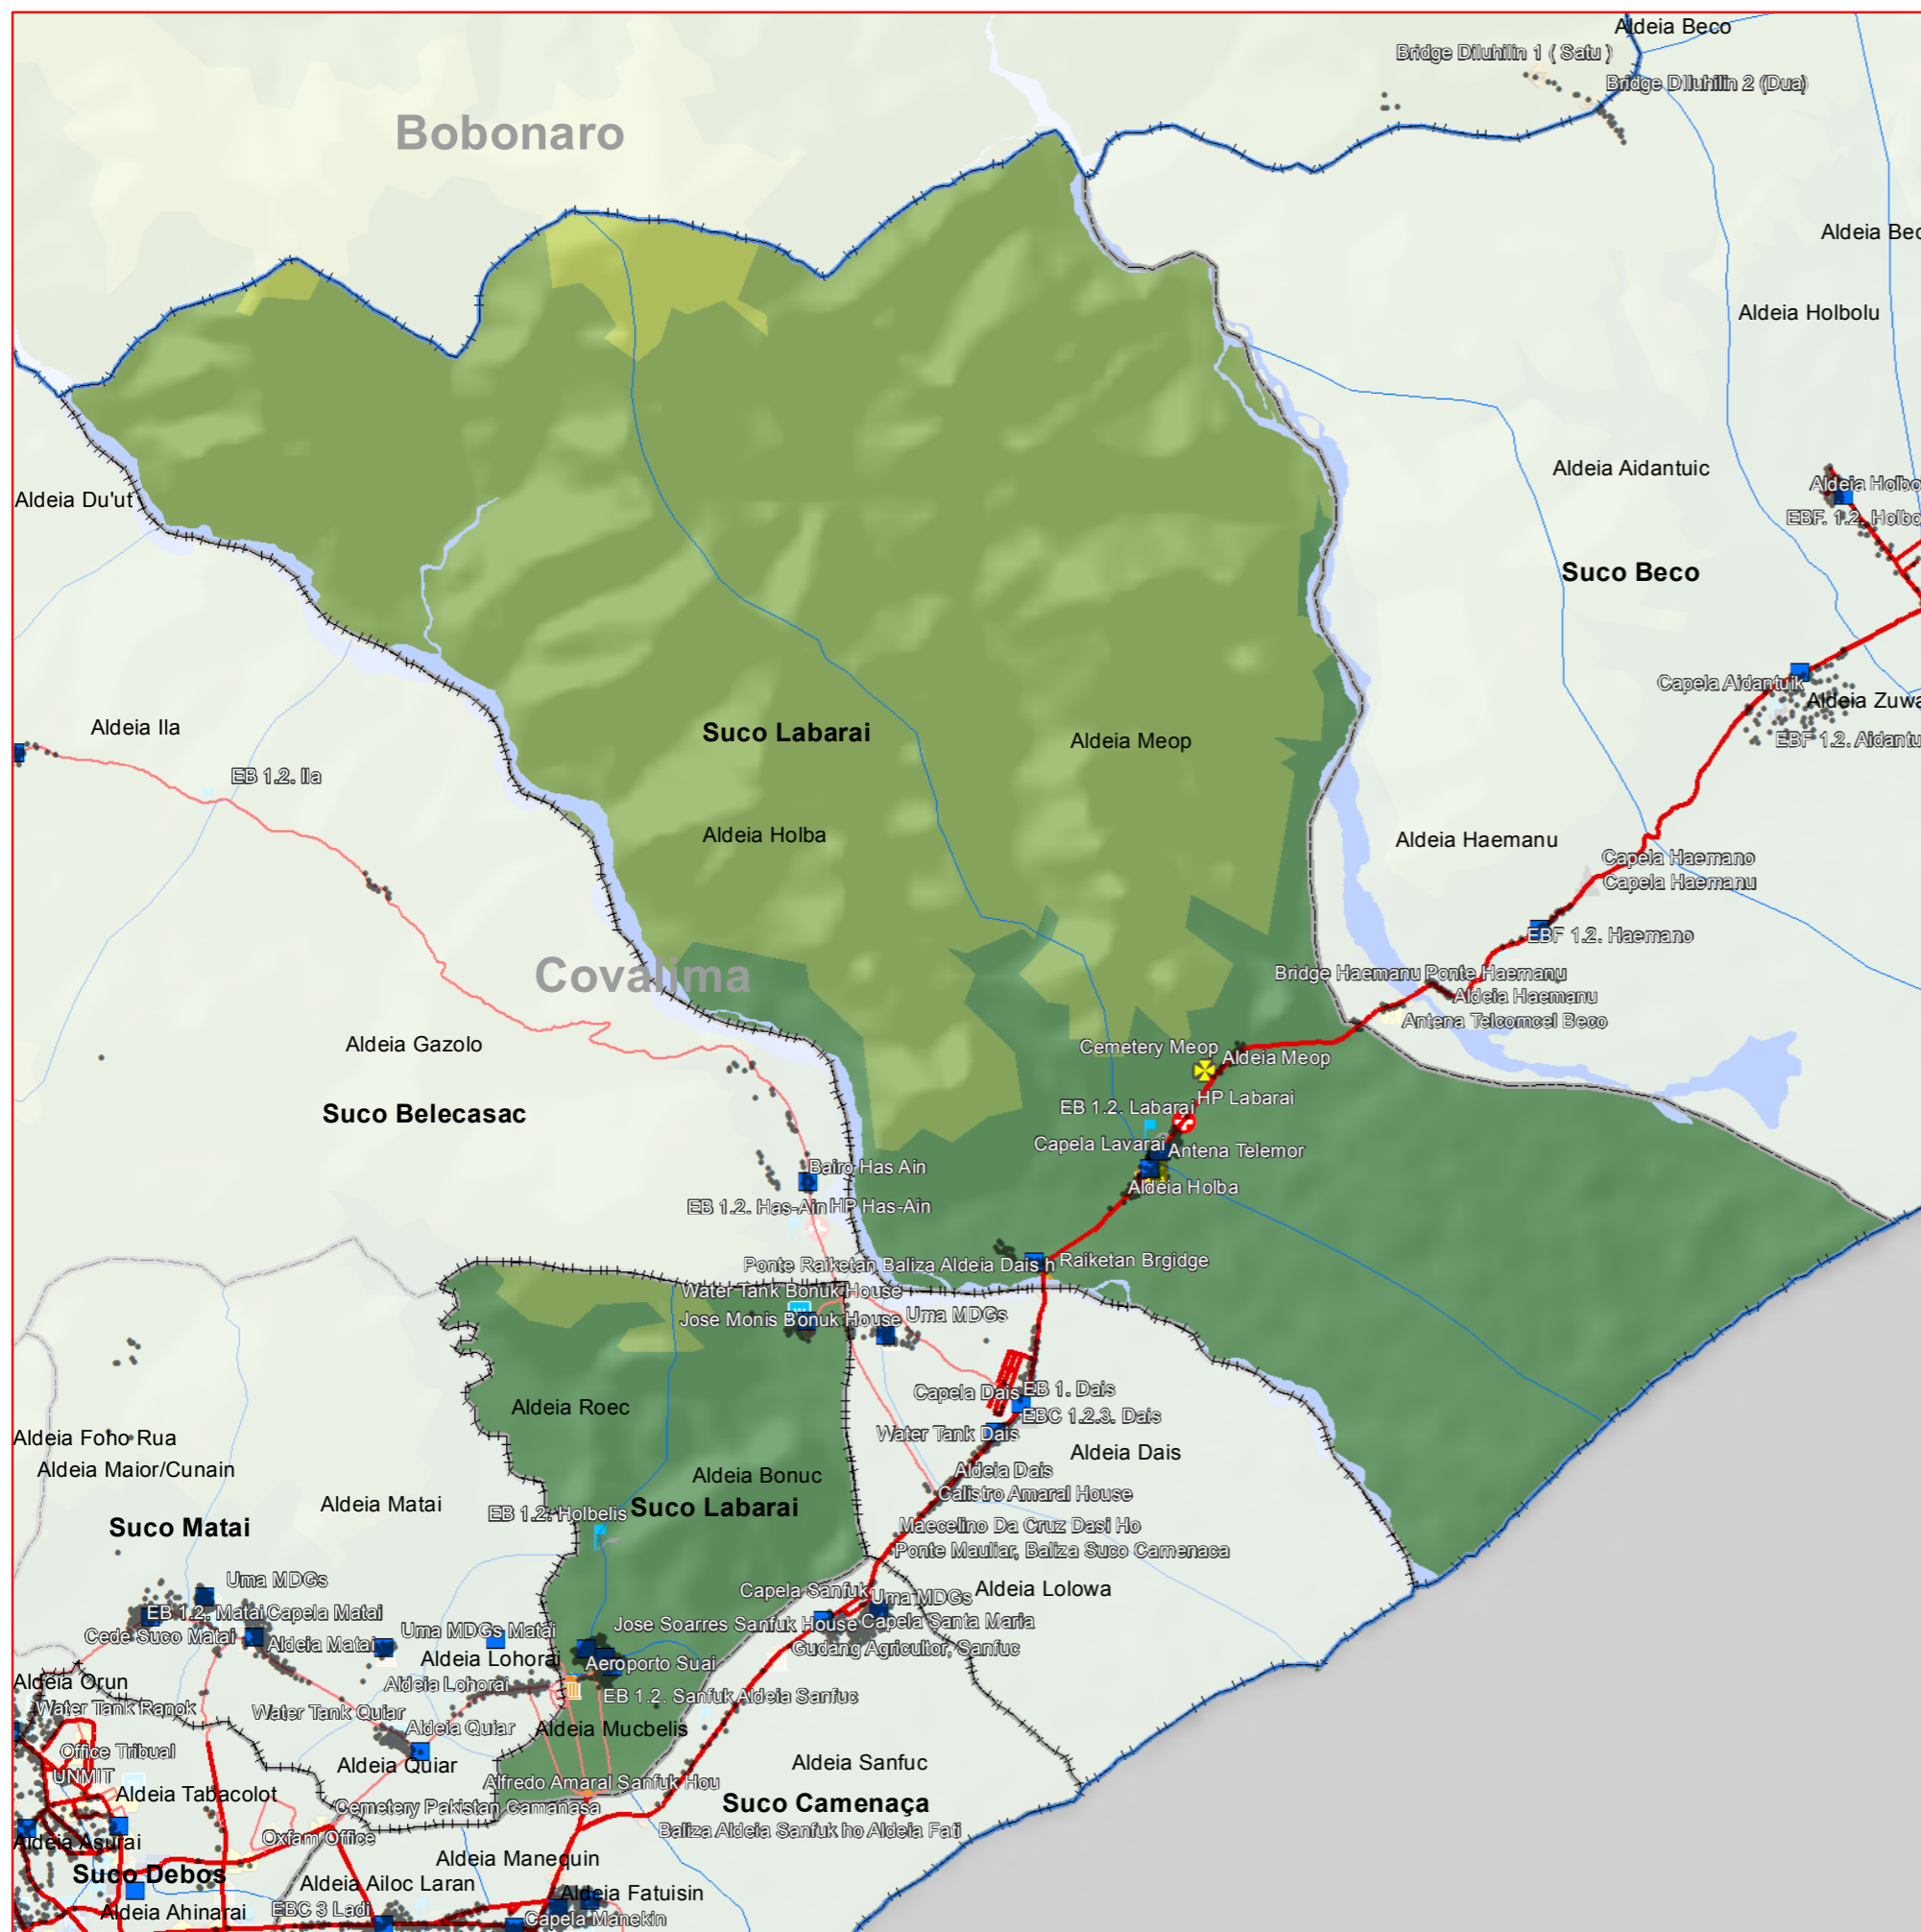 Aldeia Beco
Bridge Diluhilin 1 ( Satu )
Bridge DIluhilin 2 (Dua)
Bobonaro
Aldeia Holbolu
Aldeia Du'ut
Aldeia Aidantuic
Suco Beco
Capela Aidantuik
Aldeia Ila
EB 1.2. Ila
Suco Labarai
Aldeia Meop
Aldeia Holba
Aldeia Haemanu
Capela Haemano
Capela Haemanu
EBF 1.2. Haemano
Covalima
Bridge Haemanu Ponte Haemanu
Aldeia Haemanu
Antena Telcomcel Beco
Aldeia Gazolo
Cemetery Meop
Aldeia Meop
HP Labarai
EB 1.2. Labarai
Suco Belecasac
Capela Lavarai
Antena Telemor
Bairo Has Ain
Aldeia Holba
EB 1.2. Has-Ain
HP Has-Ain
Ponte Raiketan Baliza Aldeia Dais h
Raiketan Brgidge
Water Tank Bonuk House
Jose Monis Bonuk House
Uma MDGs
Capela Dais
EB 1. Dais
EBC 1.2.3. Dais
Water Tank Dais
Aldeia Roec
Aldeia Dais
Aldeia Foho Rua
Aldeia Maior/Cunain
Aldeia Bonuc
Aldeia Dais
Calistro Amaral House
Aldeia Matai
Suco Labarai
EB 1.2. Holbelis
Suco Matai
Maecelino Da Cruz Dasi Ho
Ponte Mauliar, Baliza Suco Camenaca
Uma MDGs
Capela Sanfuk
Uma MDGs
Aldeia Lolowa
EB 1.2. Matai
Capela Matai
Jose Soarres Sanfuk House
Capela Santa Maria
Cede Suco Matai
Aldeia Matai
Uma MDGs Matai
Gudang Agricultor, Sanfuc
Aldeia Lohorai
Aeroporto Suai
Aldeia Orun
Aldeia Lohorai
EB 1.2. Sanfuk
Aldeia Sanfuc
Water Tank Ranok
Water Tank Quiar
Aldeia Quiar
Aldeia Mucbelis
Office Tribual
UNMIT
Aldeia Quiar
Aldeia Sanfuc
Aldeia Tabacolot
Alfredo Amaral Sanfuk Hou
Cemetery Pakistan Camanasa
Suco Camenaça
Baliza Aldeia Sanfuk ho Aldeia Fati
Aldeia Asurai
Oxfam Office
Suco Debos
Aldeia Manequin
Aldeia Ailoc Laran
Aldeia Fatuisin
Aldeia Ahinarai
EBC 3 Ladi
Capela Manekin